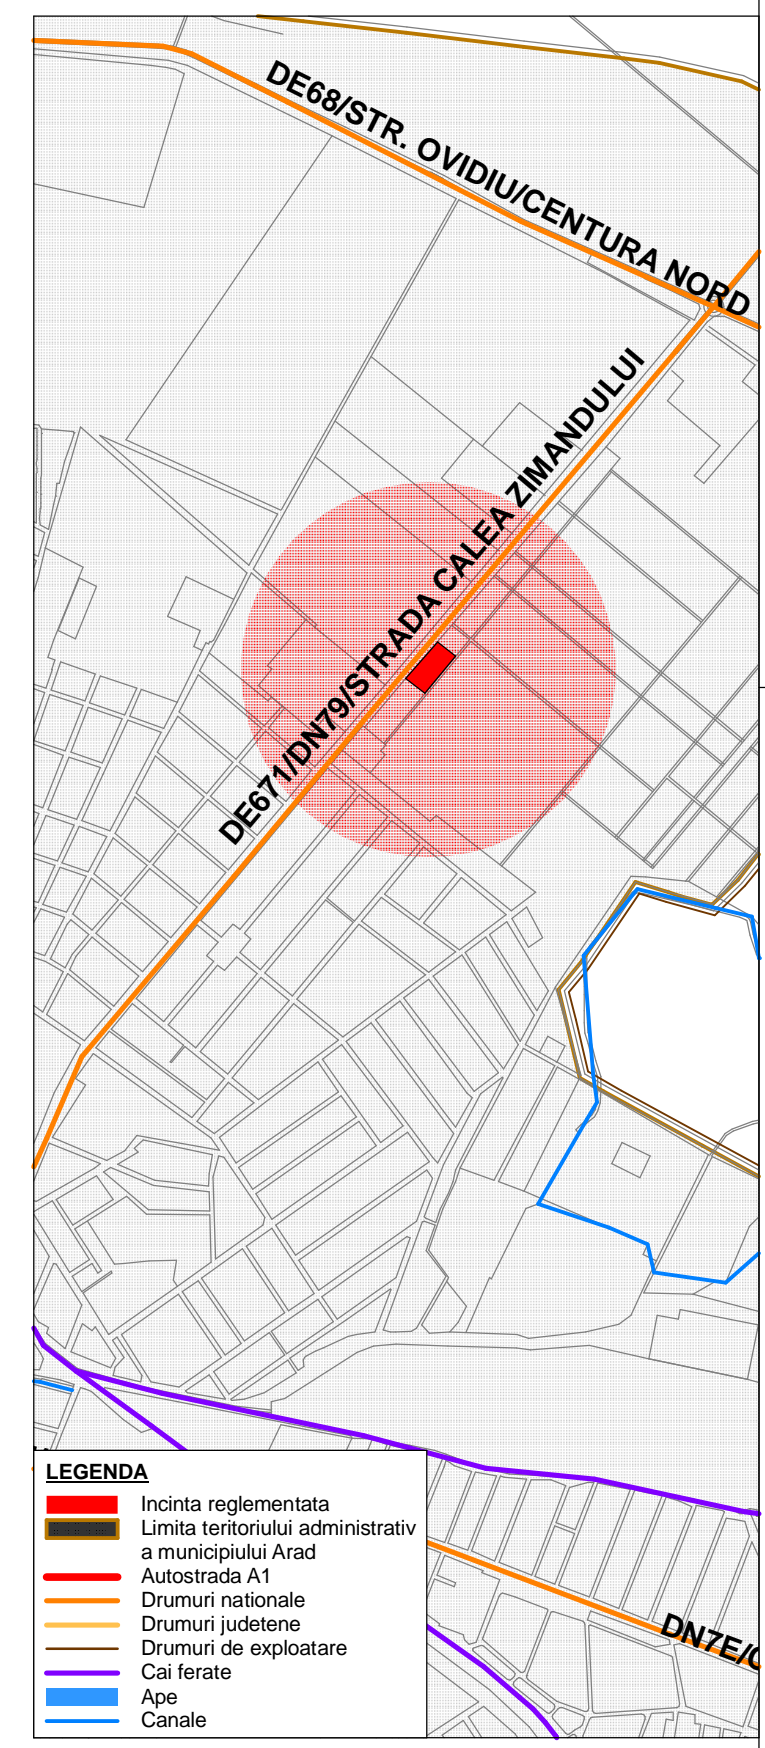 DE68/STR. OVIDIU/CENTURA NORD
DE671/DN79/STRADA CALEA ZIMANDULUI
LEGENDA
Incinta reglementata
Limita teritoriului administrativ
a municipiului Arad
Autostrada A1
Drumuri nationale
Drumuri judetene
Drumuri de exploatare
Cai ferate
Ape
Canale
DN7E/